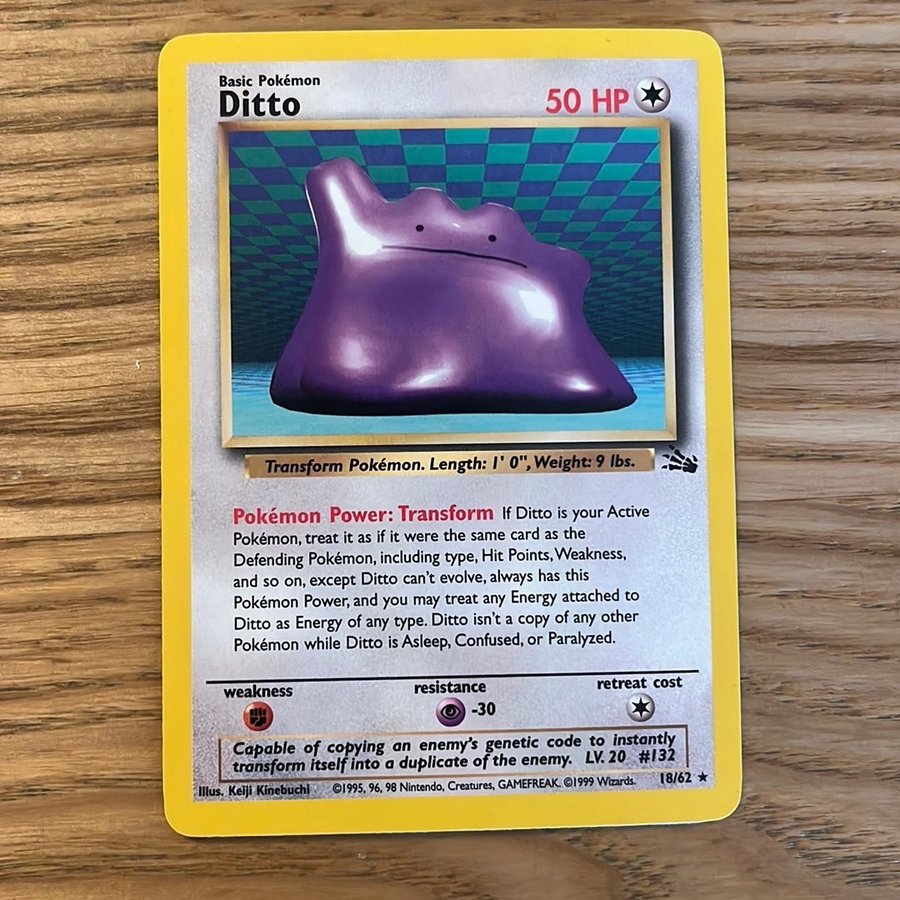 Basic Pokémon
Ditto 50 HP
Transform Pokémon. Length: 1' 0", Weight: 9 lbs.
Pokémon Power: Transform If Ditto is your Active
Pokémon, treat it as if it were the same card as the
Defending Pokémon, including type, Hit Points, Weakness,
and so on, except Ditto can't evolve, always has this
Pokémon Power, and you may treat any Energy attached to
Ditto as Energy of any type. Ditto isn't a copy of any other
Pokémon while Ditto is Asleep, Confused, or Paralyzed.
weakness resistance retreat cost
-30
Capable of copying an enemy's genetic code to instantly
transform itself into a duplicate of the enemy. LV. 20 #132
Illus. Keiji Kinebuchi ©1995, 96, 98 Nintendo, Creatures, GAMEFREAK. ©1999 Wizards. 18/62 ★